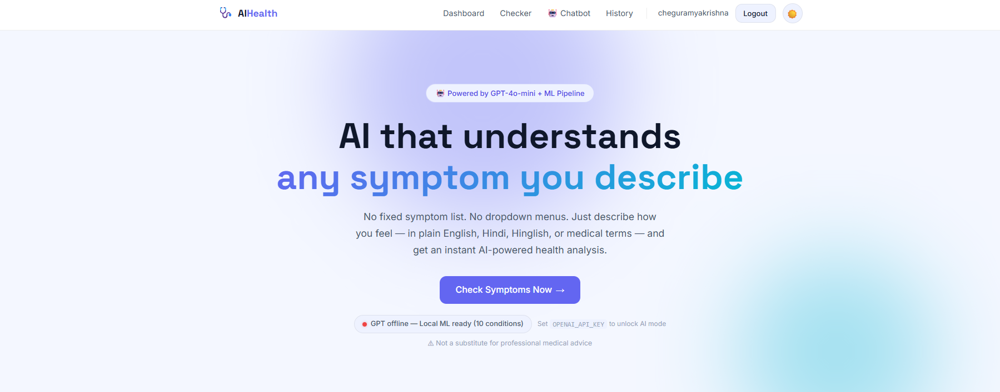 AIHealth
Dashboard Checker Chatbot History cheguramyakrishna Logout
Powered by GPT-4o-mini + ML Pipeline
AI that understands
any symptom you describe
No fixed symptom list. No dropdown menus. Just describe how
you feel — in plain English, Hindi, Hinglish, or medical terms — and
get an instant AI-powered health analysis.
Check Symptoms Now →
GPT offline — Local ML ready (10 conditions) Set OPENAI_API_KEY to unlock AI mode
⚠ Not a substitute for professional medical advice